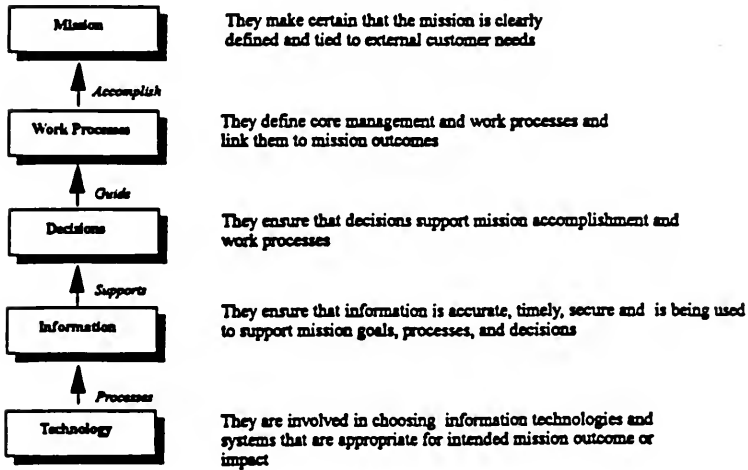 Mission
They make certain that the mission is clearly
defined and tied to external customer needs
Accomplish
Work Processes
They define core management and work processes and
link them to mission outcomes
Guide
Decisions
They ensure that decisions support mission accomplishment and
work processes
Supports
Information
They ensure that information is accurate, timely, secure and is being used
to support mission goals, processes, and decisions
Processes
Technology
They are involved in choosing information technologies and
systems that are appropriate for intended mission outcome or
impact